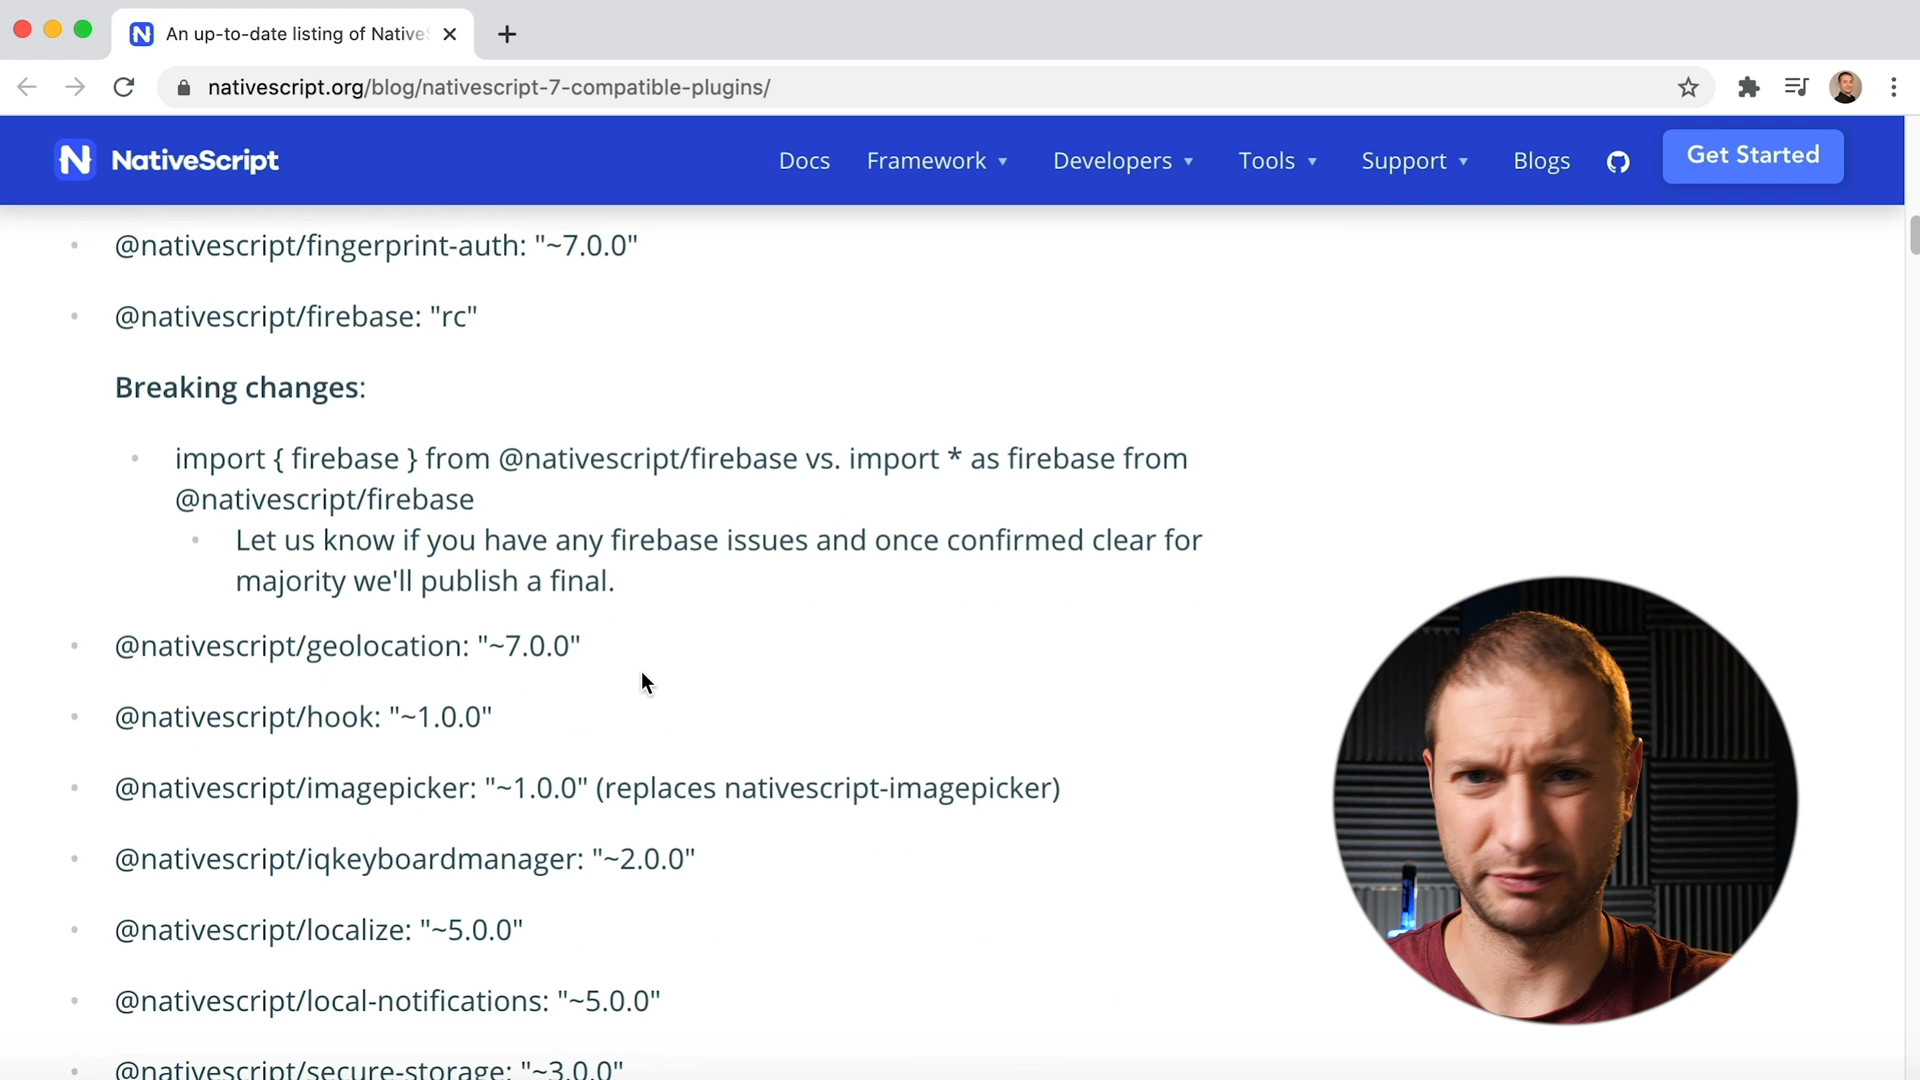 An up-to-date listing of Native
nativescript.org/blog/nativescript-7-compatible-plugins/
N NativeScript
Docs
Framework
Developers
Tools
Support
Blogs
Get Started
@nativescript/fingerprint-auth: "~7.0.0"
@nativescript/firebase: "rc"
Breaking changes:
import { firebase } from @nativescript/firebase vs. import * as firebase from
@nativescript/firebase
Let us know if you have any firebase issues and once confirmed clear for
majority we'll publish a final.
@nativescript/geolocation: "~7.0.0"
@nativescript/hook: "~1.0.0"
@nativescript/imagepicker: "~1.0.0" (replaces nativescript-imagepicker)
@nativescript/iqkeyboardmanager: "~2.0.0"
@nativescript/localize: "~5.0.0"
@nativescript/local-notifications: "~5.0.0"
@nativescript/secure-storage: "~3.0.0"